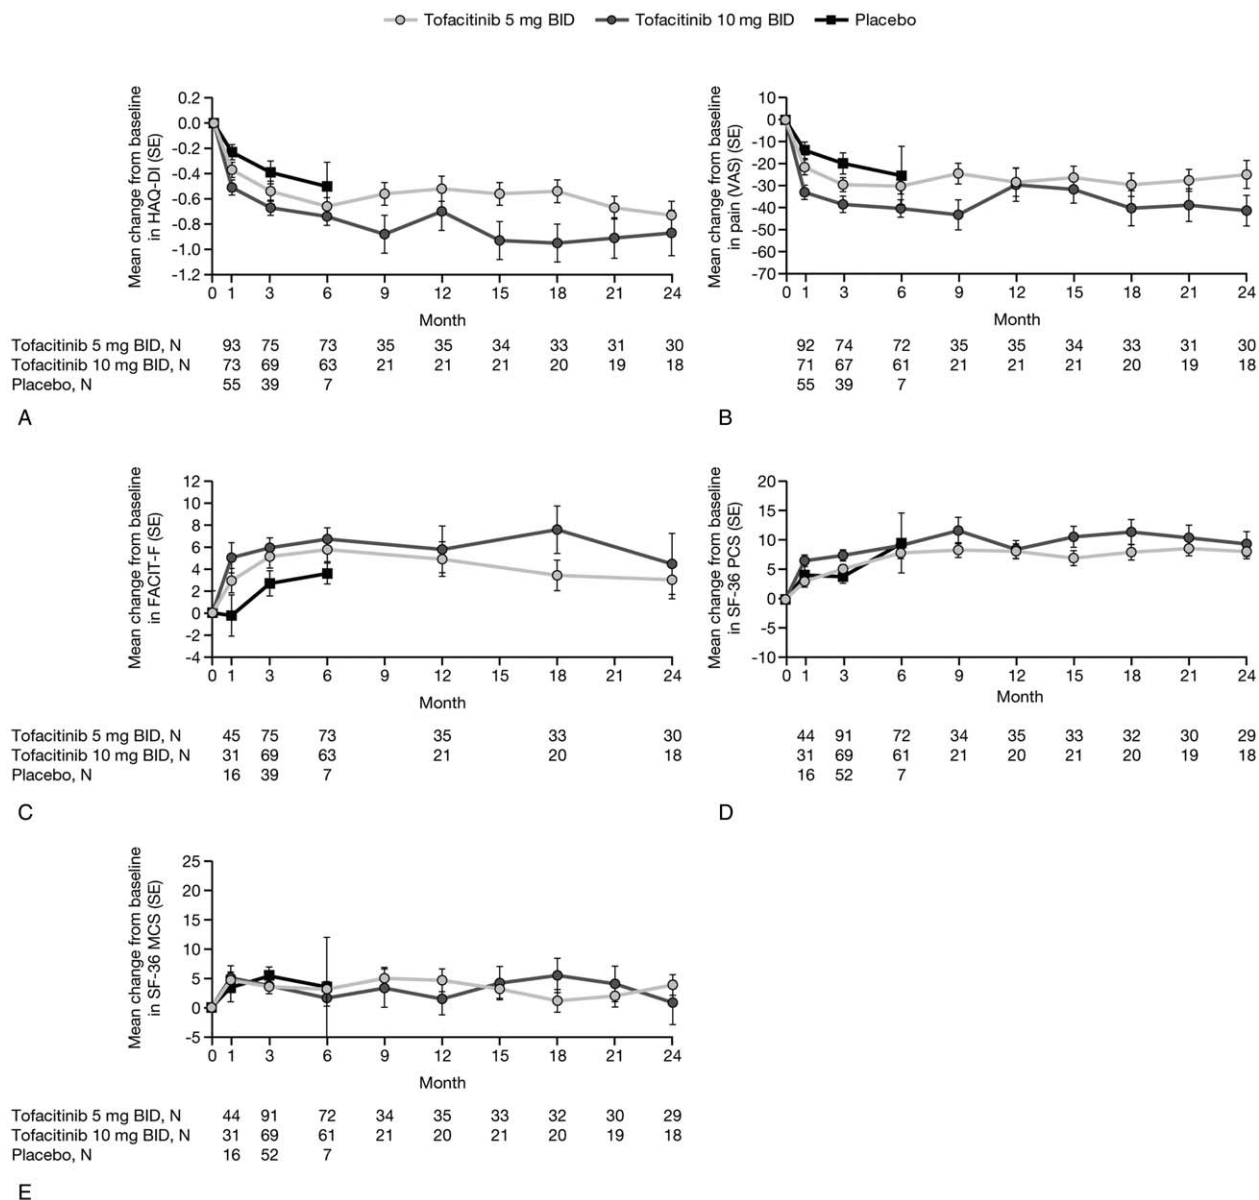 Tofacitinib 5 mg BID Tofacitinib 10 mg BID Placebo
Mean change from baseline
in HAQ-DI (SE)
0.2
0.0
-0.2
-0.4
-0.6
-0.8
-1.0
-1.2
0 1 3 6 9 12 15 18 21 24
Month
Tofacitinib 5 mg BID, N 93 75 73 35 35 34 33 31 30
Tofacitinib 10 mg BID, N 73 69 63 21 21 21 20 19 18
Placebo, N 55 39 7
A
Mean change from baseline
in pain (VAS) (SE)
10
0
-10
-20
-30
-40
-50
-60
-70
0 1 3 6 9 12 15 18 21 24
Month
92 74 72 35 35 34 33 31 30
71 67 61 21 21 21 20 19 18
55 39 7
B
Mean change from baseline
in FACIT-F (SE)
12
10
8
6
4
2
0
-2
-4
0 1 3 6 9 12 15 18 21 24
Month
Tofacitinib 5 mg BID, N 45 75 73 35 33 30
Tofacitinib 10 mg BID, N 31 69 63 21 20 18
Placebo, N 16 39 7
C
Mean change from baseline
in SF-36 PCS (SE)
20
15
10
5
0
-5
-10
0 1 3 6 9 12 15 18 21 24
Month
44 91 72 34 35 33 32 30 29
31 69 61 21 20 21 20 19 18
16 52 7
D
Mean change from baseline
in SF-36 MCS (SE)
25
20
15
10
5
0
-5
0 1 3 6 9 12 15 18 21 24
Month
Tofacitinib 5 mg BID, N 44 91 72 34 35 33 32 30 29
Tofacitinib 10 mg BID, N 31 69 61 21 20 21 20 19 18
Placebo, N 16 52 7
E